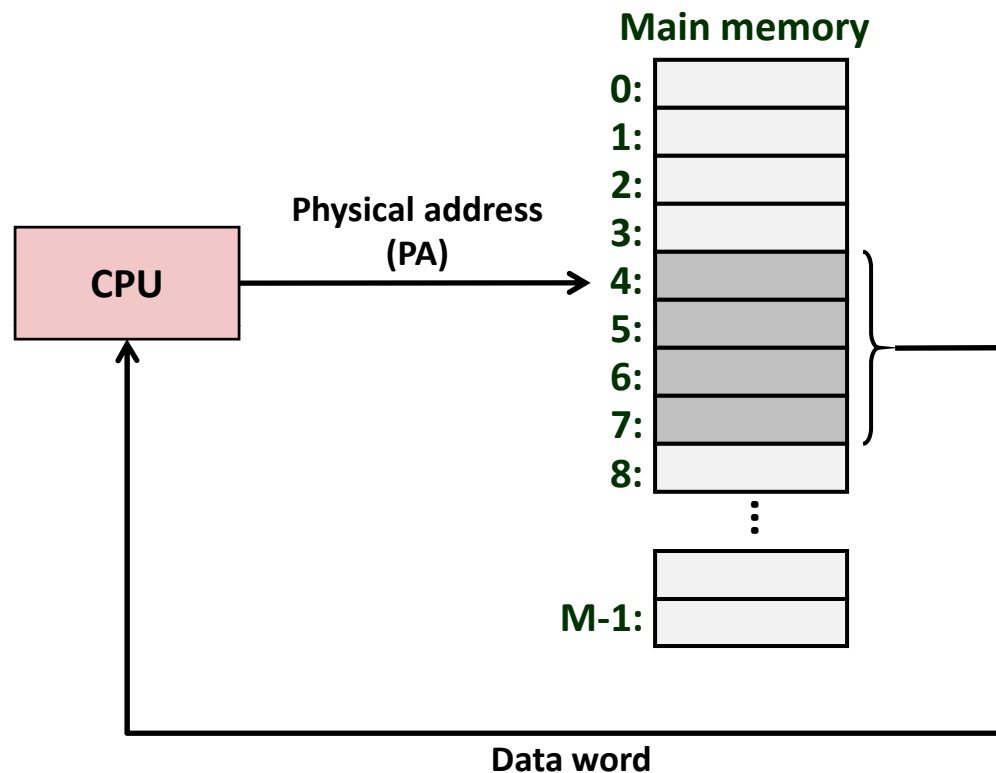 Main memory
0:
1:
2:
Physical address
(PA)
3:
CPU
4:
5:
6:
7:
8:
M-1:
Data word